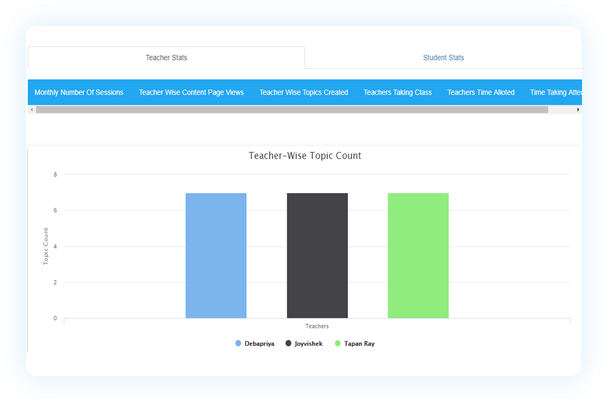 Teacher Stats
Student Stats
Monthly Number Of Sessions
Teacher Wise Content Page Views
Teacher Wise Topics Created
Teachers Taking Class
Teachers Time Alloted
Time Taking
Teacher-Wise Topic Count
8
6
4
2
0
Topic Count
Teachers
Debapriya
Joyvishek
Tapan Ray